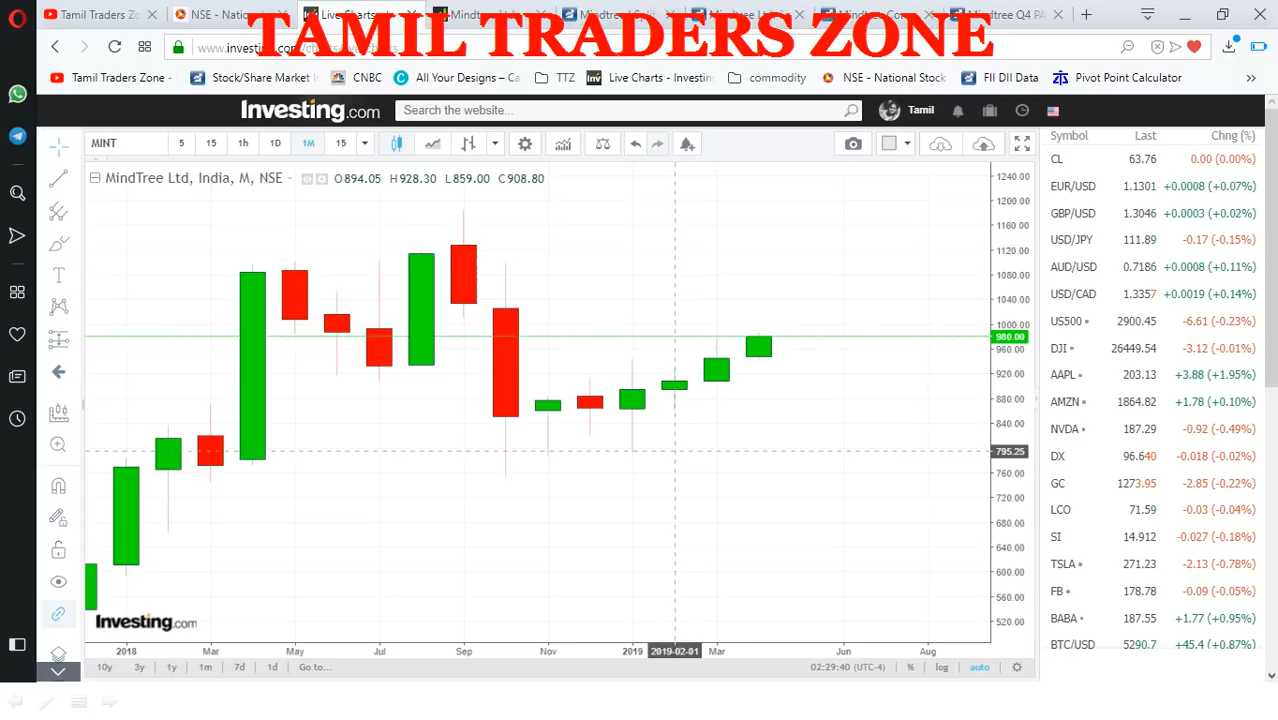 Tamil Traders Z
NSE - Natio
Live Charts
Mindtree
Mindtree Split
Mindtree
Mindtree Co
Mindtree Q4 PA
TAMIL TRADERS ZONE
www.investing.com/charts/live-charts
Tamil Traders Zone -
Stock/Share Market
CNBC
All Your Designs – Ca
TTZ
Live Charts - Investin
commodity
NSE - National Stock
FII DII Data
Pivot Point Calculator
Investing.com
Search the website...
Tamil
MINT 5 15 1h 1D 1M 15
Symbol Last Chng (%)
MindTree Ltd, India, M, NSE O894.05 H928.30 L859.00 C908.80
CL 63.76 0.00 (0.00%)
EUR/USD 1.1301 +0.0008 (+0.07%)
GBP/USD 1.3046 +0.0003 (+0.02%)
USD/JPY 111.89 -0.17 (-0.15%)
AUD/USD 0.7186 +0.0008 (+0.11%)
USD/CAD 1.3357 +0.0019 (+0.14%)
US500 2900.45 -6.61 (-0.23%)
DJI 26449.54 -3.12 (-0.01%)
AAPL 203.13 +3.88 (+1.95%)
AMZN 1864.82 +1.78 (+0.10%)
NVDA 187.29 -0.92 (-0.49%)
DX 96.640 -0.018 (-0.02%)
GC 1273.95 -2.85 (-0.22%)
LCO 71.59 -0.03 (-0.04%)
SI 14.912 -0.027 (-0.18%)
TSLA 271.23 -2.13 (-0.78%)
FB 178.78 -0.09 (-0.05%)
BABA 187.55 +1.77 (+0.95%)
BTC/USD 5290.7 +45.4 (+0.87%)
1240.00
1200.00
1160.00
1120.00
1080.00
1040.00
1000.00
980.00
960.00
920.00
880.00
840.00
795.25
760.00
720.00
680.00
640.00
600.00
560.00
520.00
Investing.com
2018 Mar May Jul Sep Nov 2019 2019-02-01 Mar Jun Aug
10y 3y 1y 1m 7d 1d Go to... 02:29:40 (UTC-4) % log auto